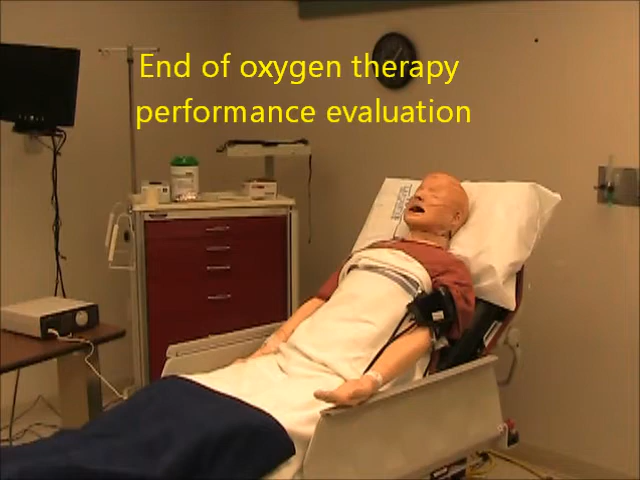 End of oxygen therapy
performance evaluation